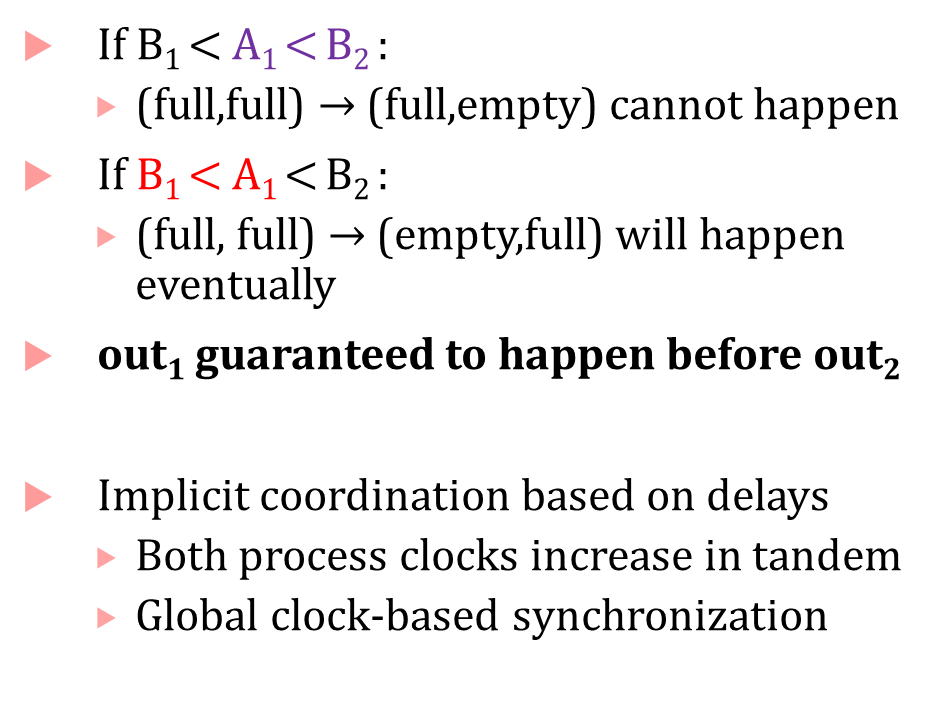 If B₁ < A₁ < B₂ :
(full,full) → (full,empty) cannot happen
If B₁ < A₁ < B₂ :
(full, full) → (empty,full) will happen
eventually
out₁ guaranteed to happen before out₂
Implicit coordination based on delays
Both process clocks increase in tandem
Global clock-based synchronization